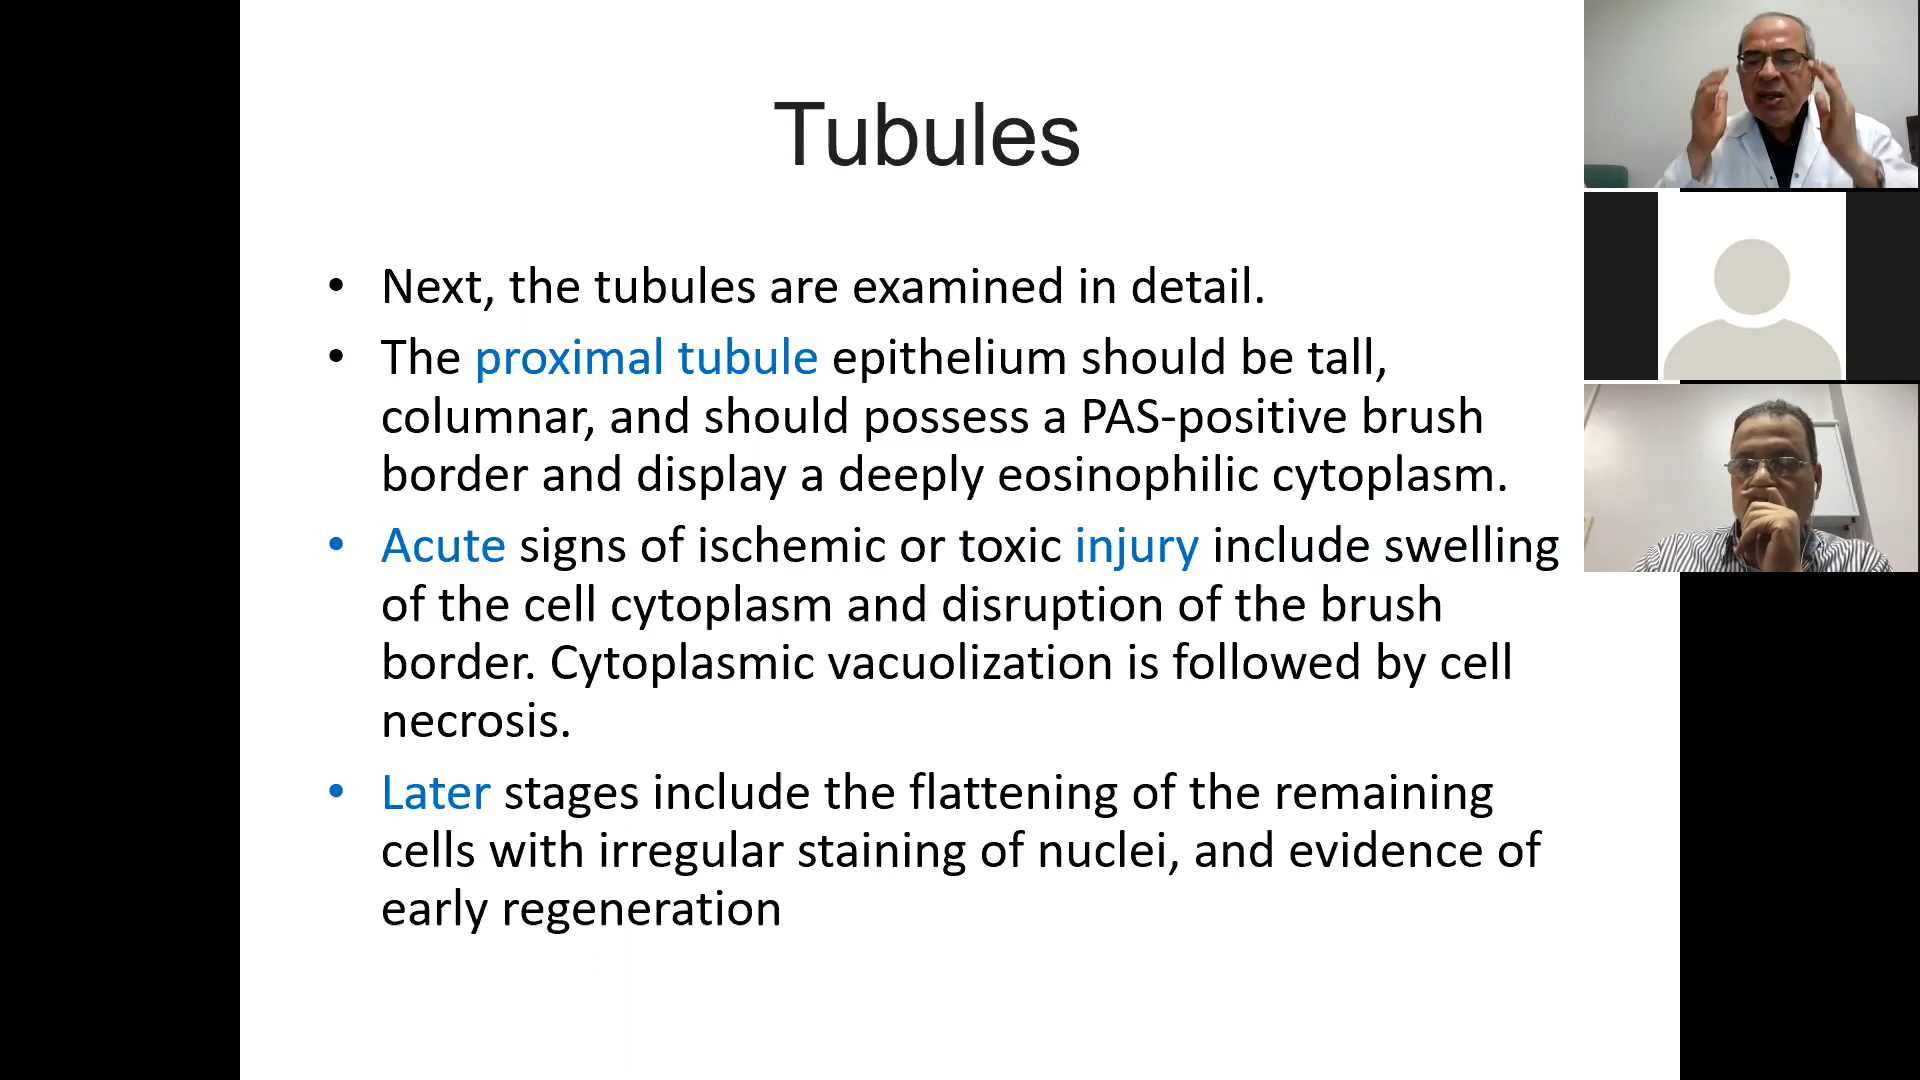 Tubules
• Next, the tubules are examined in detail.
• The proximal tubule epithelium should be tall,
columnar, and should possess a PAS-positive brush
border and display a deeply eosinophilic cytoplasm.
• Acute signs of ischemic or toxic injury include swelling
of the cell cytoplasm and disruption of the brush
border. Cytoplasmic vacuolization is followed by cell
necrosis.
• Later stages include the flattening of the remaining
cells with irregular staining of nuclei, and evidence of
early regeneration